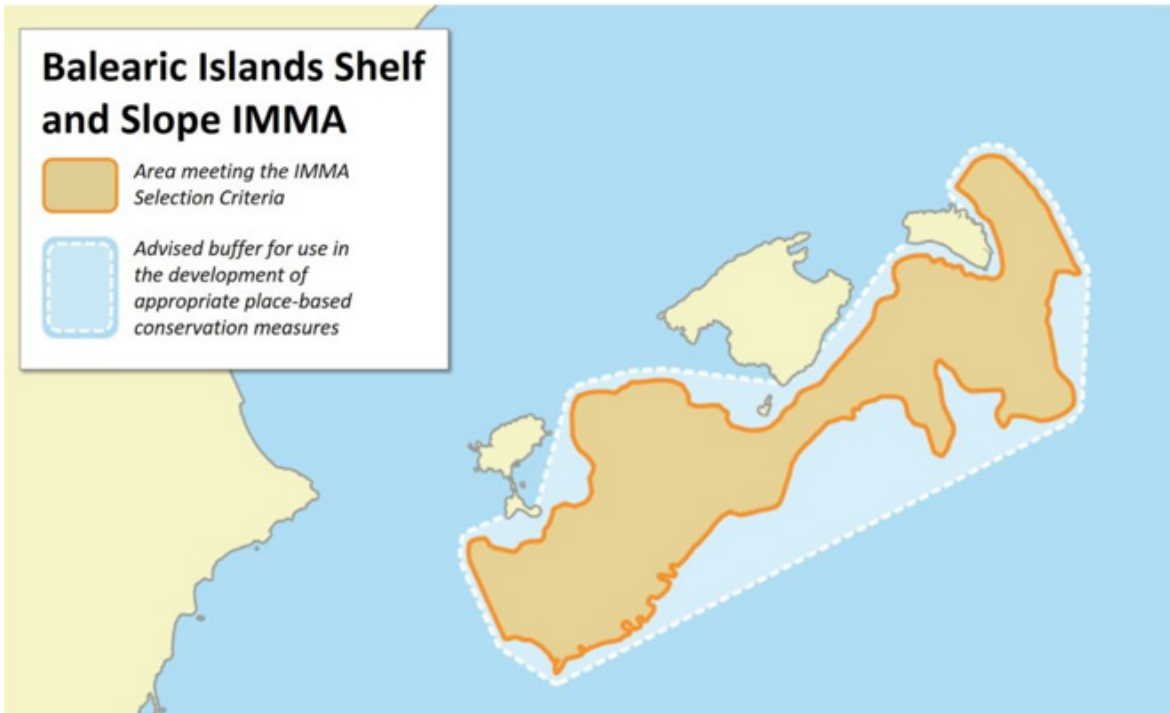 Balearic Islands Shelf
and Slope IMMA
Area meeting the IMMA
Selection Criteria
Advised buffer for use in
the development of
appropriate place-based
conservation measures